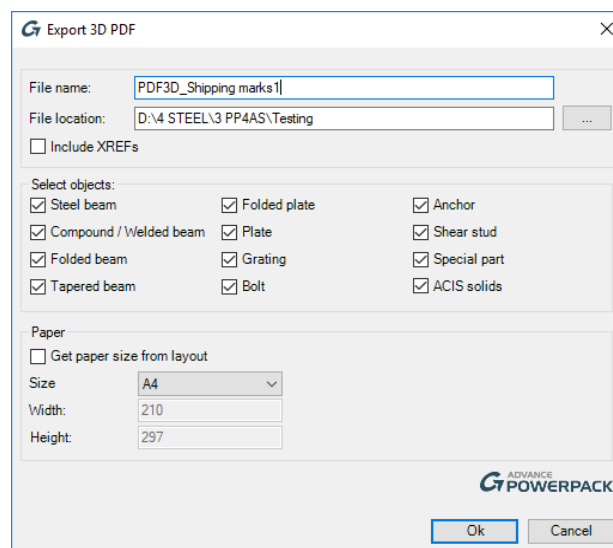 Export 3D PDF
File name: PDF3D_Shipping marks1
File location: D:\4 STEEL\3 PP4AS\Testing ...
Include XREFs
Select objects:
Steel beam Folded plate Anchor
Compound / Welded beam Plate Shear stud
Folded beam Grating Special part
Tapered beam Bolt ACIS solids
Paper
Get paper size from layout
Size A4
Width: 210
Height: 297
ADVANCE
POWERPACK
Ok Cancel